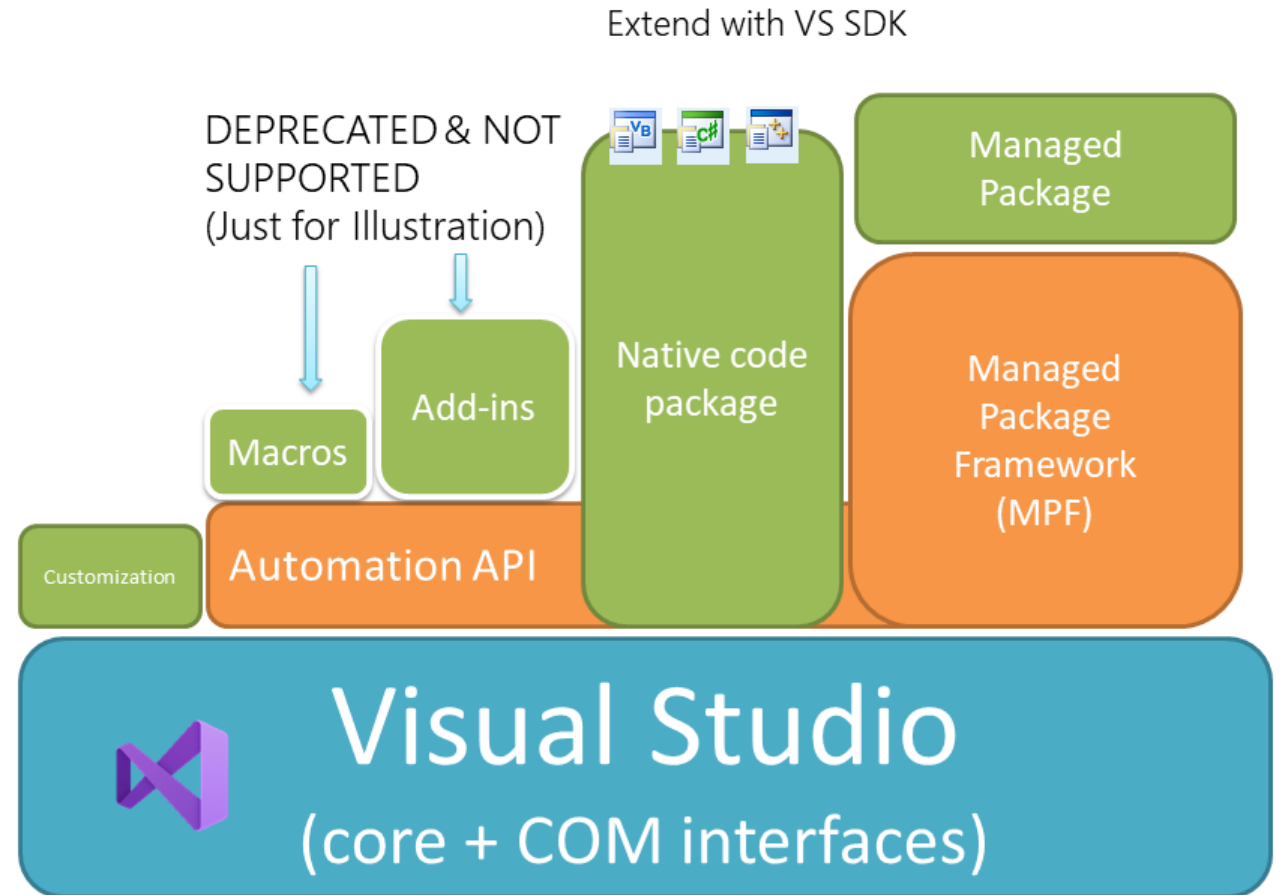 Extend with VS SDK
DEPRECATED & NOT
SUPPORTED
(Just for Illustration)
VB
C#
Managed
Package
Native code
package
Managed
Package
Framework
(MPF)
Add-ins
Macros
Automation API
Customization
Visual Studio
(core + COM interfaces)